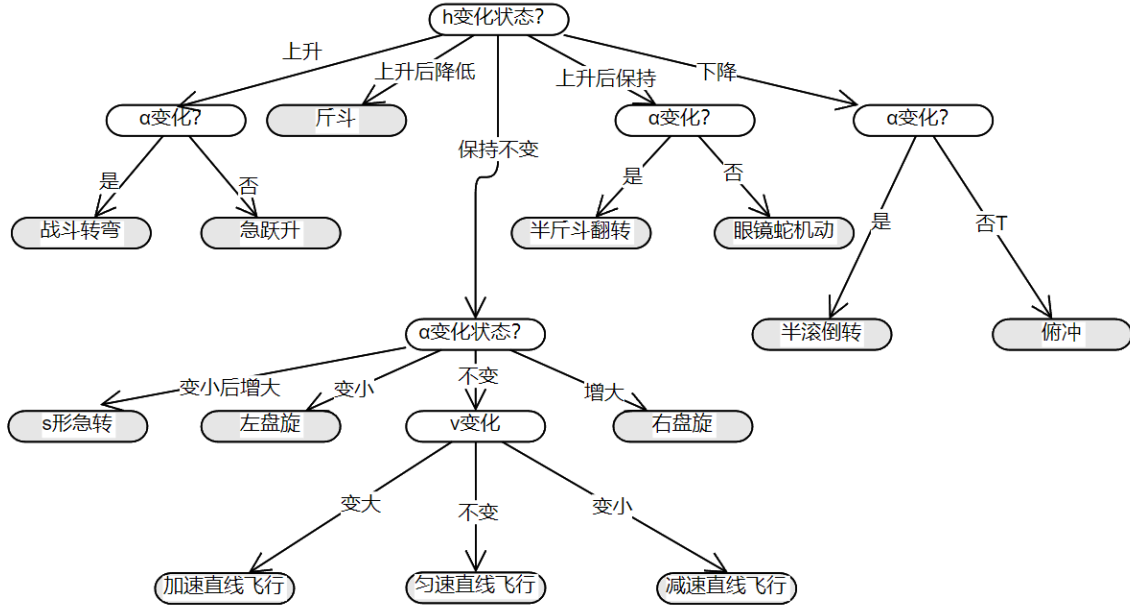 h变化状态?
上升
上升后降低
上升后保持
下降
α变化?
斤斗
α变化?
α变化?
保持不变
是
否
是
否
是
否T
战斗转弯
急跃升
半斤斗翻转
眼镜蛇机动
半滚倒转
俯冲
α变化状态?
变小后增大
变小
不变
增大
s形急转
左盘旋
v变化
右盘旋
变大
不变
变小
加速直线飞行
匀速直线飞行
减速直线飞行